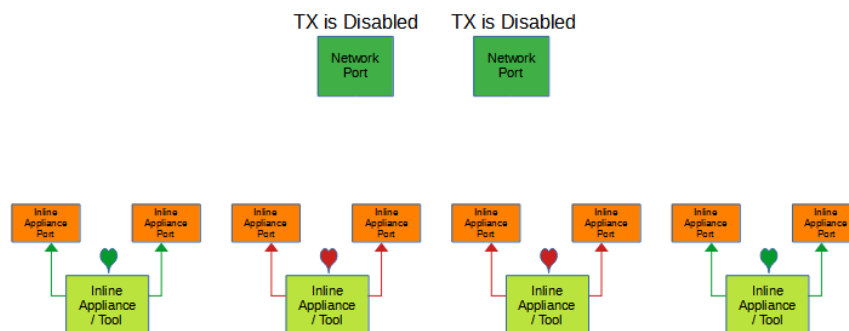 TX is Disabled TX is Disabled
Network
Port
Network
Port
Inline
Appliance
Port
Inline
Appliance
Port
Inline
Appliance
Port
Inline
Appliance
Port
Inline
Appliance
Port
Inline
Appliance
Port
Inline
Appliance
Port
Inline
Appliance
Port
Inline
Appliance
/ Tool
Inline
Appliance
/ Tool
Inline
Appliance
/ Tool
Inline
Appliance
/ Tool